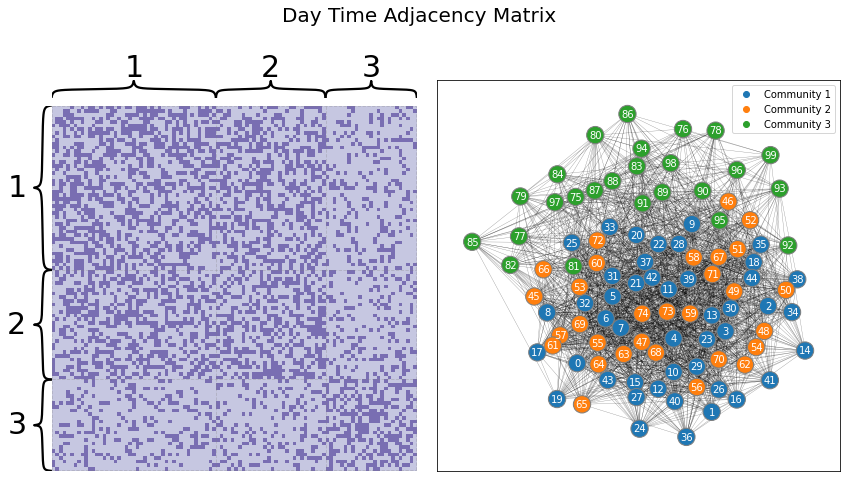 Day Time Adjacency Matrix
1 2 3
1
2
3
Community 1
Community 2
Community 3
86
76 78
80
94
99
83 98
84 96
88
93
79 75 87 89 90
97 91 46
95 52
33 9
77 20
85 25 72 22 28 51 35 92
58 67
82 81 60 37 18
66 31 42 71 44 38
21 39
53 11 49 50
45 32 5 30 2
8 6 74 73 59 13 34
69 7 3 48
57 4 23
61 55 47 54
17 63 68 14
0 64 70 62
10 29
43 15 41
12 56 26
19 27 40 16
65 1
24
36